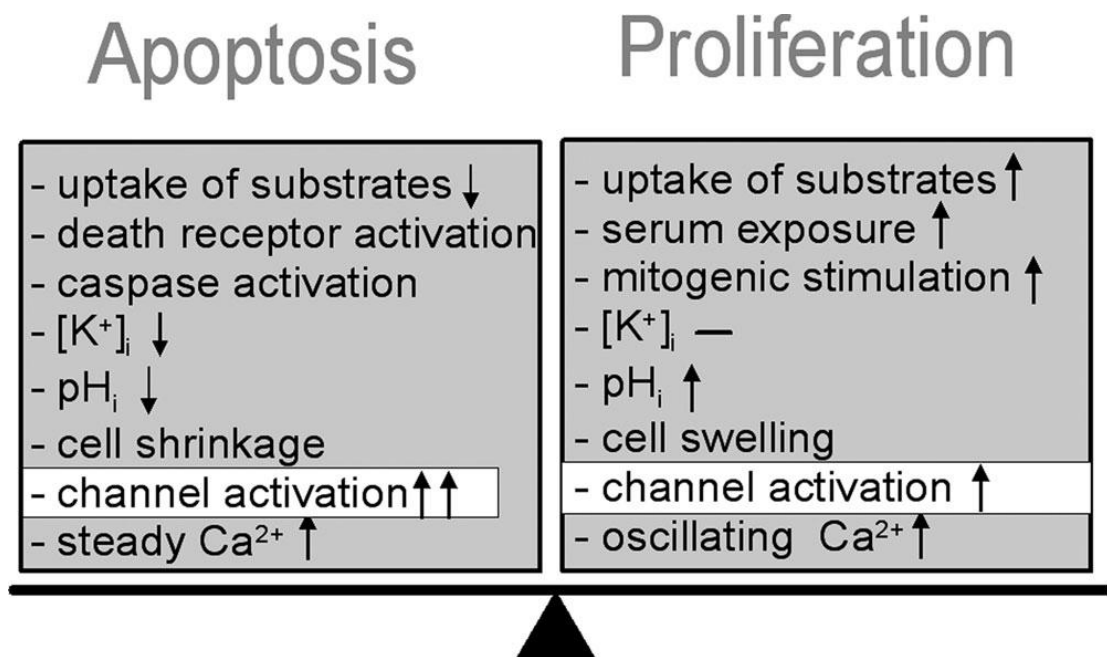 Apoptosis
- uptake of substrates ↓
- death receptor activation
- caspase activation
- [K⁺]ᵢ ↓
- pHᵢ ↓
- cell shrinkage
- channel activation ↑↑
- steady Ca²⁺ ↑
Proliferation
- uptake of substrates ↑
- serum exposure ↑
- mitogenic stimulation ↑
- [K⁺]ᵢ —
- pHᵢ ↑
- cell swelling
- channel activation ↑
- oscillating Ca²⁺ ↑